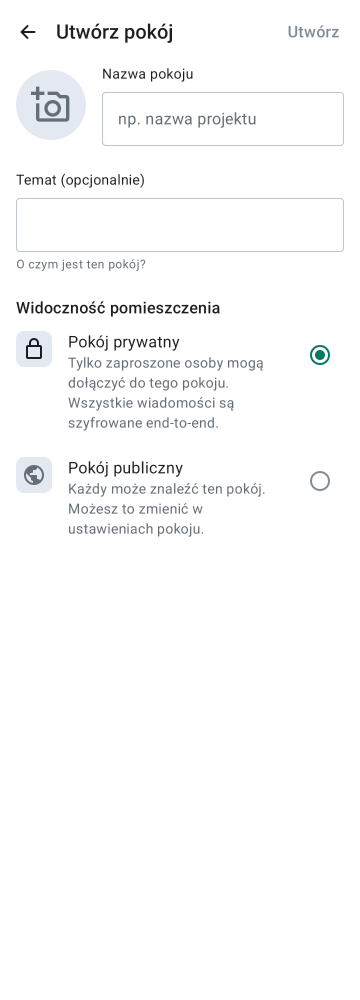 Utwórz pokój
Utwórz
Nazwa pokoju
np. nazwa projektu
Temat (opcjonalnie)
O czym jest ten pokój?
Widoczność pomieszczenia
Pokój prywatny
Tylko zaproszone osoby mogą
dołączyć do tego pokoju.
Wszystkie wiadomości są
szyfrowane end-to-end.
Pokój publiczny
Każdy może znaleźć ten pokój.
Możesz to zmienić w
ustawieniach pokoju.